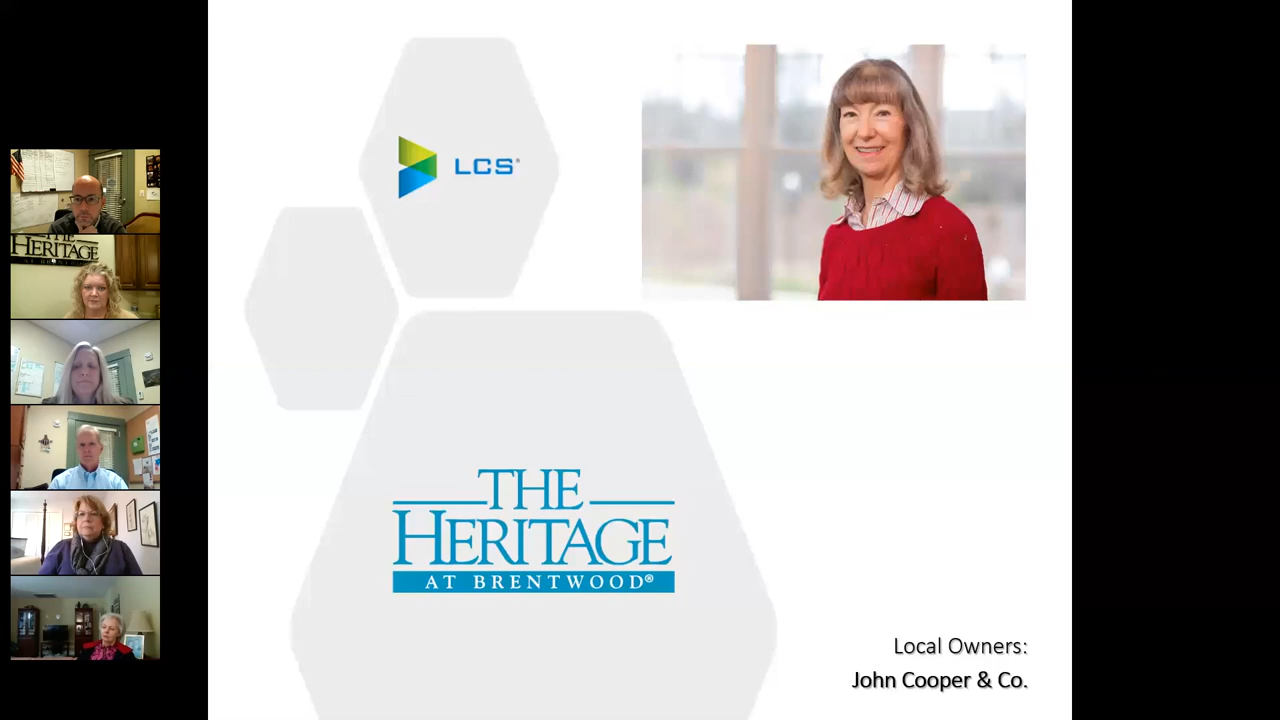 THE
HERITAGE
LCS®
THE
HERITAGE
AT BRENTWOOD®
Local Owners:
John Cooper & Co.